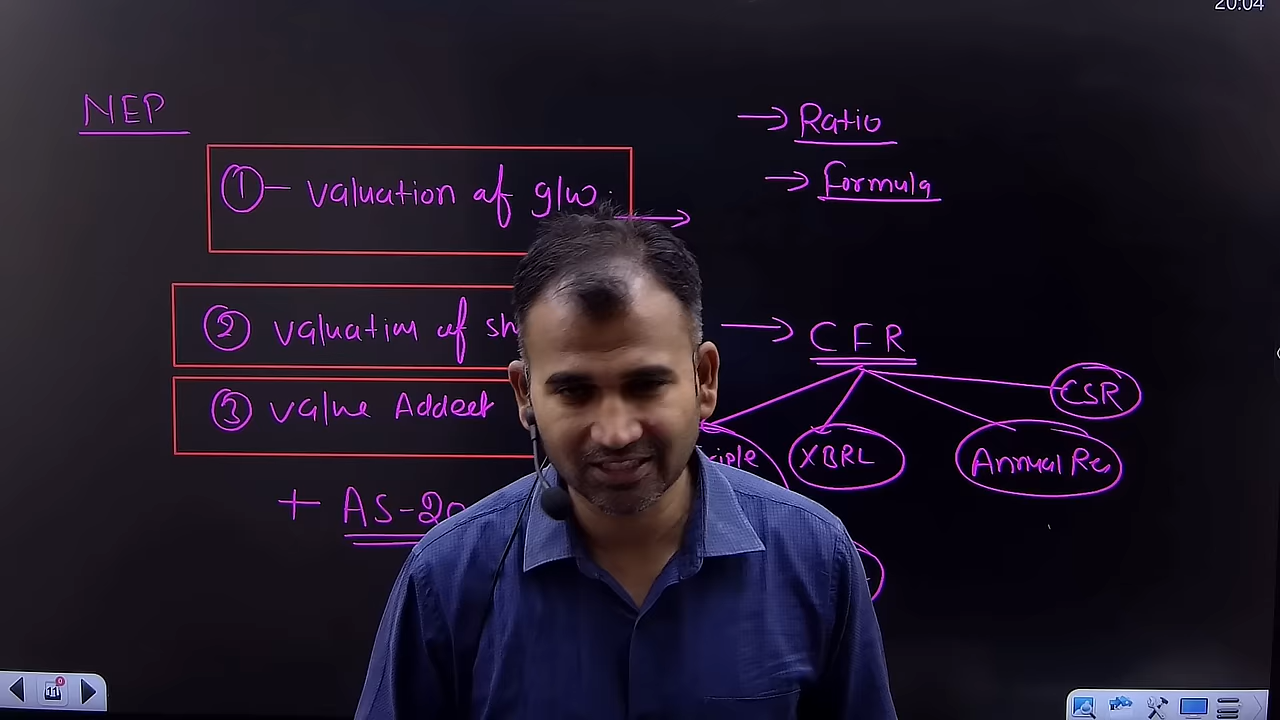 20:04
NEP
① – valuation of g/w.
→ Ratio
→ Formula
② valuation of sh
③ value Added
+ AS-20
→ CFR
CSR
XBRL
Annual Re